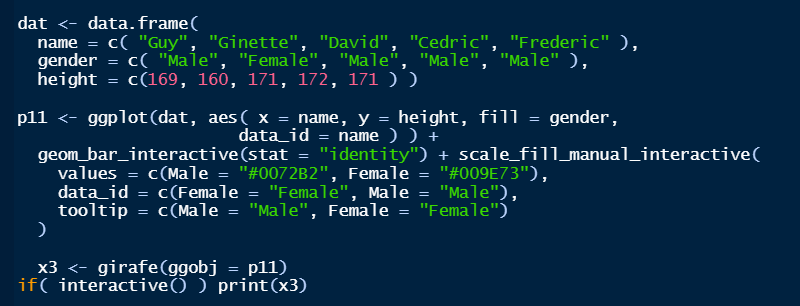 dat <- data.frame(
  name = c( "Guy", "Ginette", "David", "Cedric", "Frederic" ),
  gender = c( "Male", "Female", "Male", "Male", "Male" ),
  height = c(169, 160, 171, 172, 171 ) )

p11 <- ggplot(dat, aes( x = name, y = height, fill = gender,
                      data_id = name ) ) +
  geom_bar_interactive(stat = "identity") + scale_fill_manual_interactive(
    values = c(Male = "#0072B2", Female = "#009E73"),
    data_id = c(Female = "Female", Male = "Male"),
    tooltip = c(Male = "Male", Female = "Female")
  )

  x3 <- girafe(ggobj = p11)
if( interactive() ) print(x3)